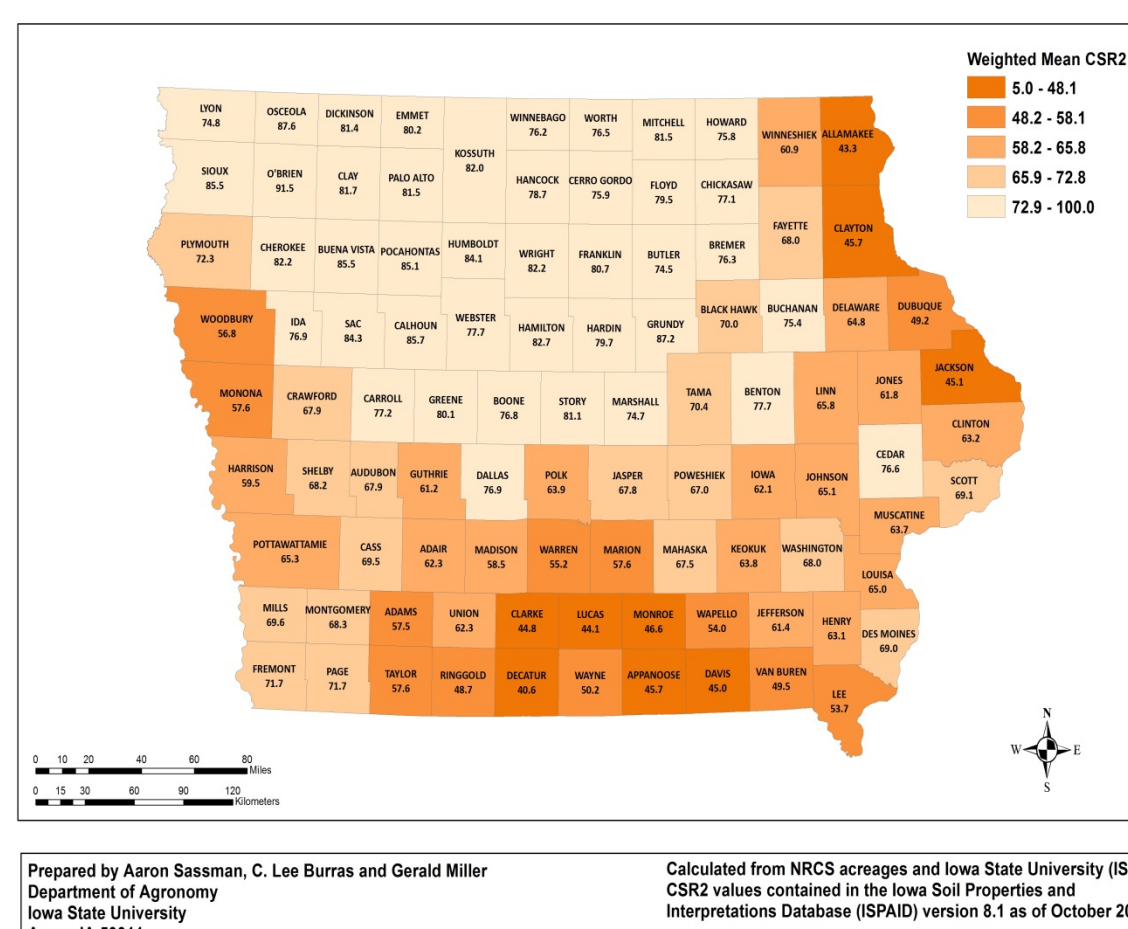 Weighted Mean CSR2
5.0 - 48.1
48.2 - 58.1
58.2 - 65.8
65.9 - 72.8
72.9 - 100.0
LYON
74.8
OSCEOLA
87.6
DICKINSON
81.4
EMMET
80.2
KOSSUTH
82.0
WINNEBAGO
76.2
WORTH
76.5
MITCHELL
81.5
HOWARD
75.8
WINNESHIEK
60.9
ALLAMAKEE
43.3
SIOUX
85.5
O'BRIEN
91.5
CLAY
81.7
PALO ALTO
81.5
HANCOCK
78.7
CERRO GORDO
75.9
FLOYD
79.5
CHICKASAW
77.1
FAYETTE
68.0
CLAYTON
45.7
PLYMOUTH
72.3
CHEROKEE
82.2
BUENA VISTA
85.5
POCAHONTAS
85.1
HUMBOLDT
84.1
WRIGHT
82.2
FRANKLIN
80.7
BUTLER
74.5
BREMER
76.3
WOODBURY
56.8
IDA
76.9
SAC
84.3
CALHOUN
85.7
WEBSTER
77.7
HAMILTON
82.7
HARDIN
79.7
GRUNDY
87.2
BLACK HAWK
70.0
BUCHANAN
75.4
DELAWARE
64.8
DUBUQUE
49.2
MONONA
57.6
CRAWFORD
67.9
CARROLL
77.2
GREENE
80.1
BOONE
76.8
STORY
81.1
MARSHALL
74.7
TAMA
70.4
BENTON
77.7
LINN
65.8
JONES
61.8
JACKSON
45.1
CLINTON
63.2
HARRISON
59.5
SHELBY
68.2
AUDUBON
67.9
GUTHRIE
61.2
DALLAS
76.9
POLK
63.9
JASPER
67.8
POWESHIEK
67.0
IOWA
62.1
JOHNSON
65.1
CEDAR
76.6
SCOTT
69.1
MUSCATINE
63.7
POTTAWATTAMIE
65.3
CASS
69.5
ADAIR
62.3
MADISON
58.5
WARREN
55.2
MARION
57.6
MAHASKA
67.5
KEOKUK
63.8
WASHINGTON
68.0
LOUISA
65.0
MILLS
69.6
MONTGOMERY
68.3
ADAMS
57.5
UNION
62.3
CLARKE
44.8
LUCAS
44.1
MONROE
46.6
WAPELLO
54.0
JEFFERSON
61.4
HENRY
63.1
DES MOINES
69.0
FREMONT
71.7
PAGE
71.7
TAYLOR
57.6
RINGGOLD
48.7
DECATUR
40.6
WAYNE
50.2
APPANOOSE
45.7
DAVIS
45.0
VAN BUREN
49.5
LEE
53.7
N
W E
S
0 10 20 40 60 80
Miles
0 15 30 60 90 120
Kilometers
Prepared by Aaron Sassman, C. Lee Burras and Gerald Miller
Department of Agronomy
Iowa State University
Calculated from NRCS acreages and Iowa State University (IS
CSR2 values contained in the Iowa Soil Properties and
Interpretations Database (ISPAID) version 8.1 as of October 20